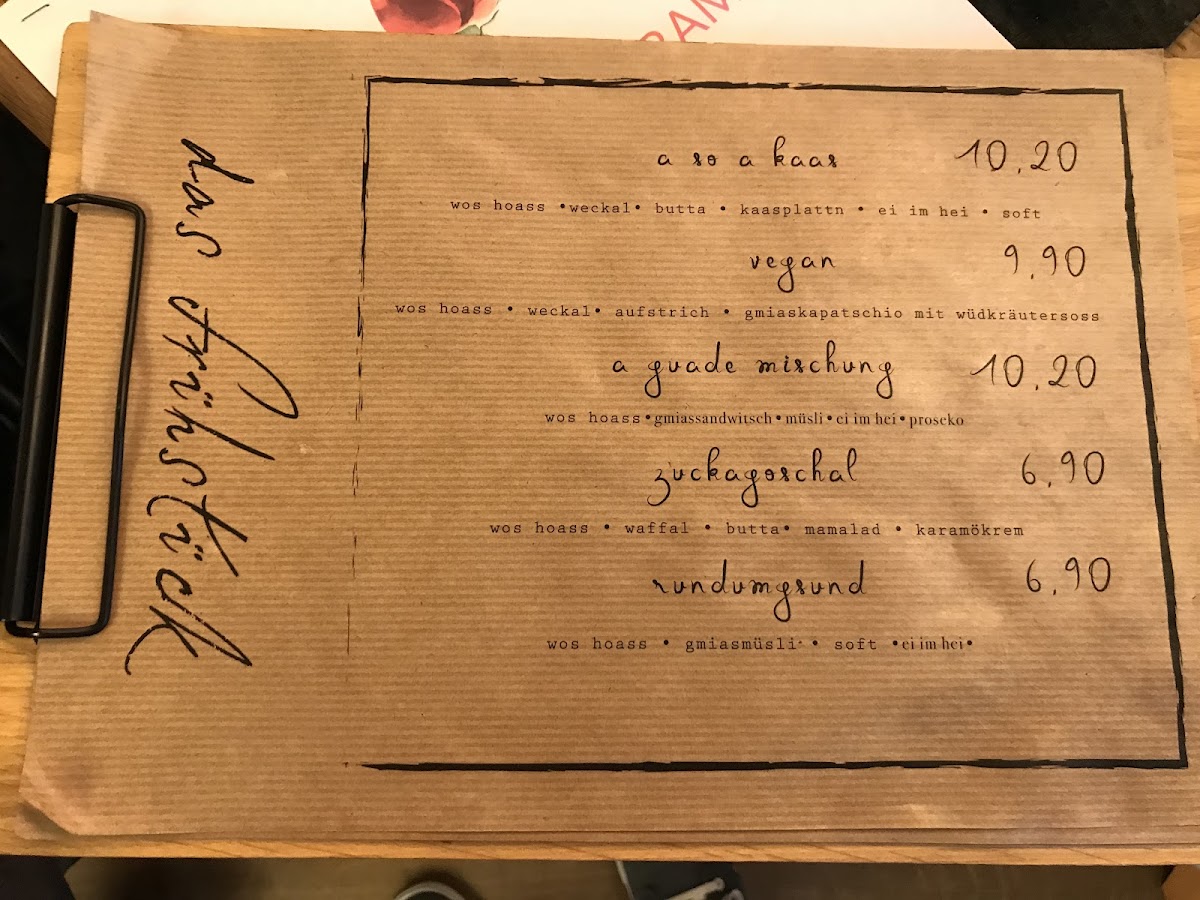 RAM
das frühstück
a so a kaas 10,20
wos hoass •weckal• butta • kaasplattn • ei im hei • soft
vegan 9,90
wos hoass • weckal• aufstrich • gmiaskapatschio mit wüdkräutersoss
a guade mischung 10,20
wos hoass•gmiassandwitsch•müsli•ei im hei•proseko
zuckagoschal 6,90
wos hoass • waffal • butta• mamalad • karamökrem
rundumgsund 6,90
wos hoass • gmiasmüsli• • soft •ei im hei•